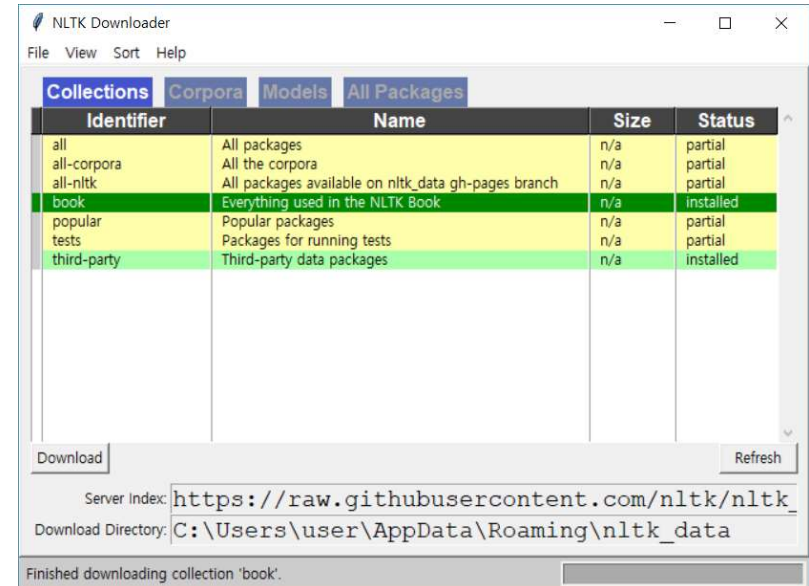 NLTK Downloader
File View Sort Help
Collections Corpora Models All Packages
Identifier Name Size Status
all All packages n/a partial
all-corpora All the corpora n/a partial
all-nltk All packages available on nltk_data gh-pages branch n/a partial
book Everything used in the NLTK Book n/a installed
popular Popular packages n/a partial
tests Packages for running tests n/a partial
third-party Third-party data packages n/a installed
Download Refresh
Server Index: https://raw.githubusercontent.com/nltk/nltk_
Download Directory: C:\Users\user\AppData\Roaming\nltk_data
Finished downloading collection 'book'.